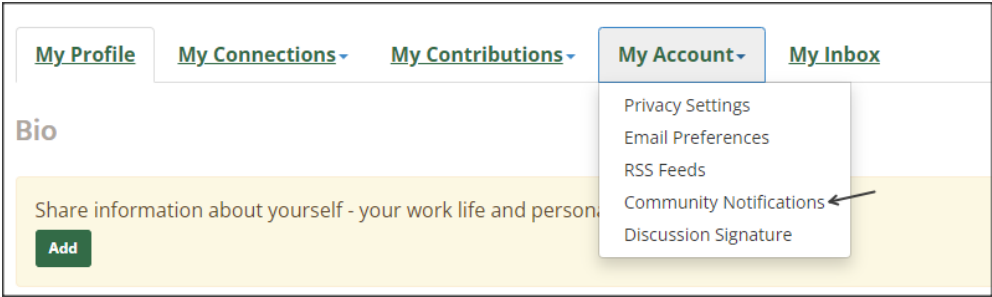 My Profile My Connections My Contributions My Account My Inbox
Privacy Settings
Bio
Email Preferences
RSS Feeds
Share information about yourself - your work life and persona
Community Notifications
Add
Discussion Signature